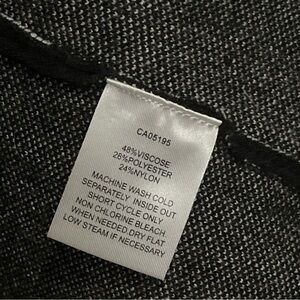 CA05195
48%VISCOSE
28%POLYESTER
24%NYLON
MACHINE WASH COLD
SEPARATELY INSIDE OUT
SHORT CYCLE ONLY
NON CHLORINE BLEACH
WHEN NEEDED DRY FLAT
LOW STEAM IF NECESSARY